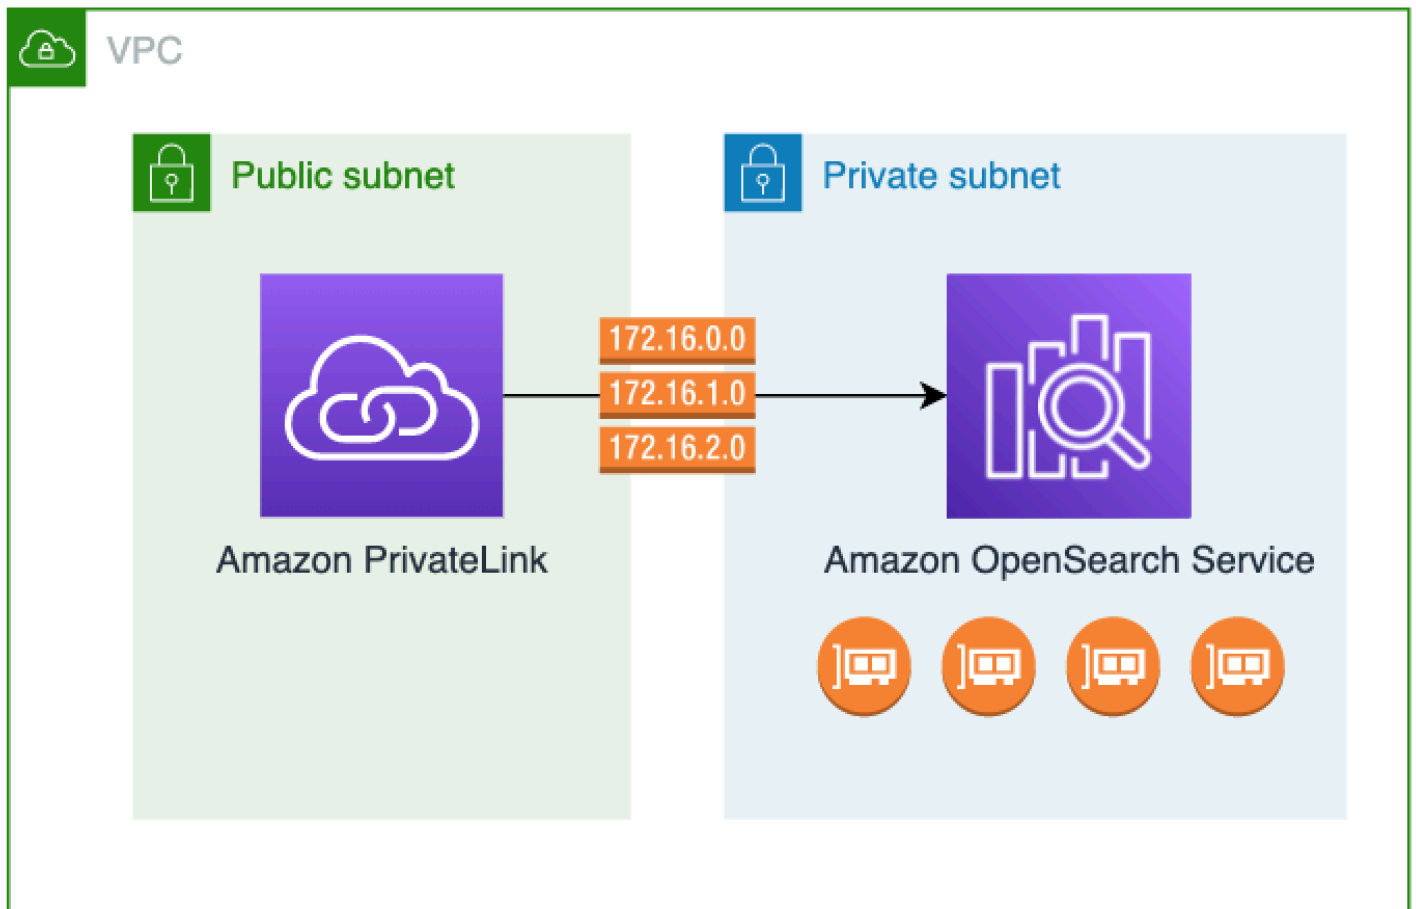 VPC
Public subnet
Private subnet
172.16.0.0
172.16.1.0
172.16.2.0
Amazon PrivateLink
Amazon OpenSearch Service